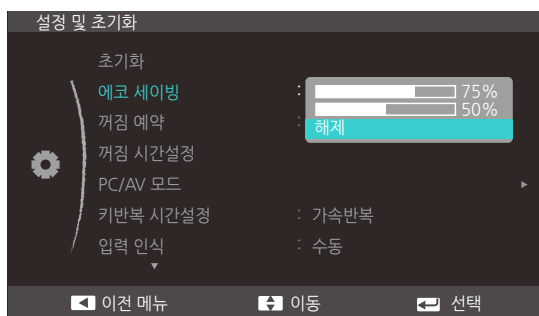 설정 및 초기화
초기화
에코 세이빙 :
75%
50%
해제
꺼짐 예약 :
꺼짐 시간설정
PC/AV 모드
키반복 시간설정 : 가속반복
입력 인식 : 수동
이전 메뉴 이동 선택